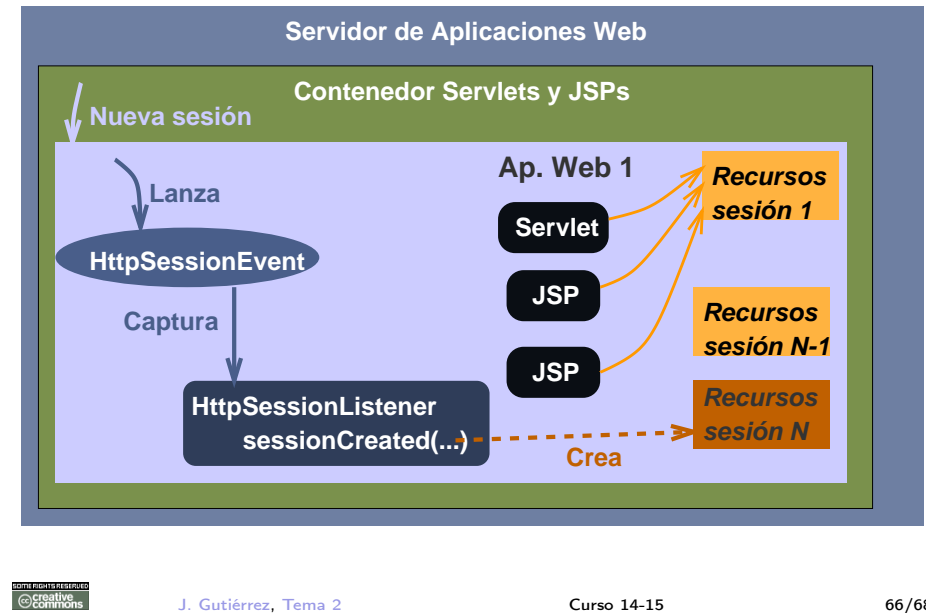 Servidor de Aplicaciones Web
Contenedor Servlets y JSPs
Nueva sesión
Lanza
HttpSessionEvent
Captura
HttpSessionListener
sessionCreated(...)
Crea
Ap. Web 1
Servlet
JSP
JSP
Recursos
sesión 1
Recursos
sesión N-1
Recursos
sesión N
SOME RIGHTS RESERVED
creative
commons
J. Gutiérrez, Tema 2
Curso 14-15
66/68